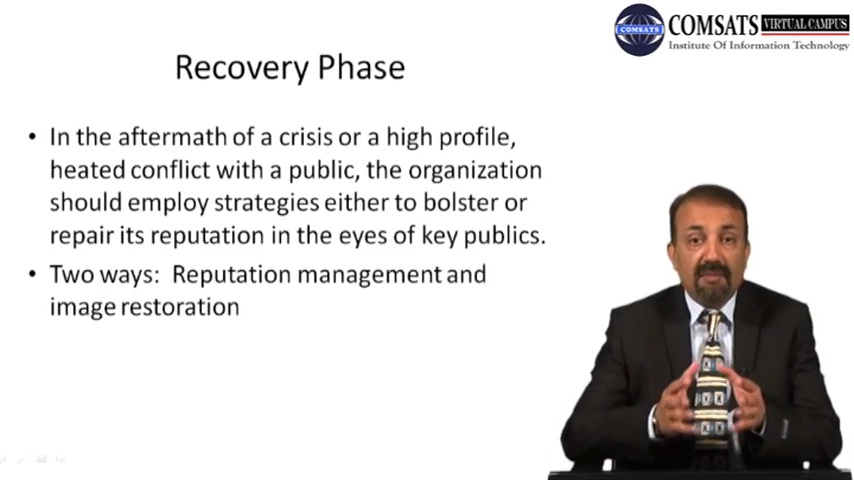 COMSATS VIRTUAL CAMPUS
Institute Of Information Technology
COMSATS
Recovery Phase
• In the aftermath of a crisis or a high profile,
heated conflict with a public, the organization
should employ strategies either to bolster or
repair its reputation in the eyes of key publics.
• Two ways: Reputation management and
image restoration